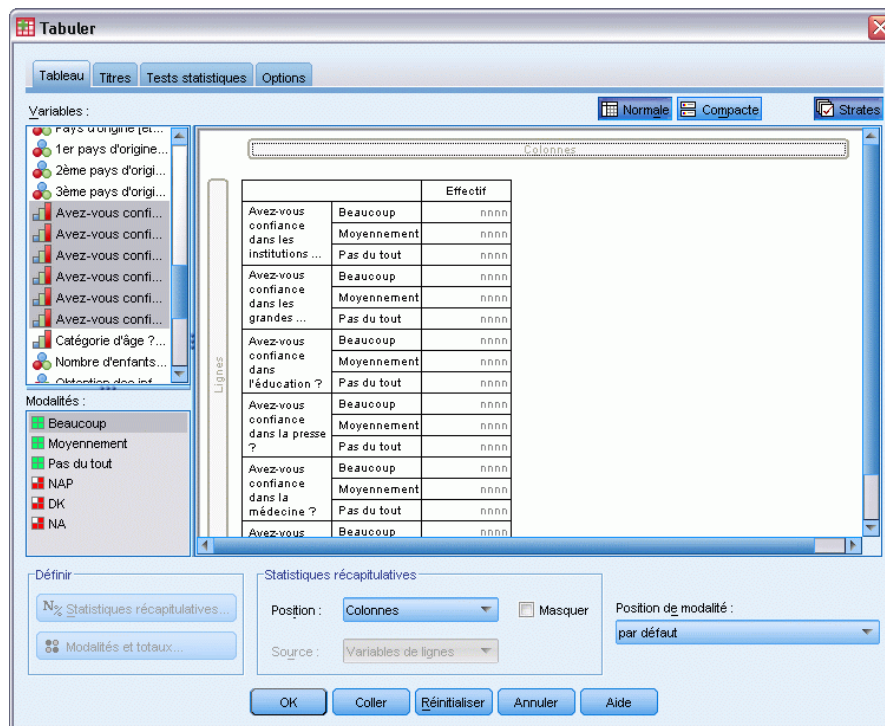 Tabuler
Tableau Titres Tests statistiques Options
Variables :
Normale Compacte Strates
Pays d'origine [et...
1er pays d'origine...
2ème pays d'origi...
3ème pays d'origi...
Avez-vous confi...
Avez-vous confi...
Avez-vous confi...
Avez-vous confi...
Avez-vous confi...
Avez-vous confi...
Catégorie d'âge ?...
Nombre d'enfants...
Obtention des inf...
Modalités :
Beaucoup
Moyennement
Pas du tout
NAP
DK
NA
Colonnes
Lignes
Effectif
Avez-vous confiance dans les institutions ...
Beaucoup nnnn
Moyennement nnnn
Pas du tout nnnn
Avez-vous confiance dans les grandes ...
Beaucoup nnnn
Moyennement nnnn
Pas du tout nnnn
Avez-vous confiance dans l'éducation ?
Beaucoup nnnn
Moyennement nnnn
Pas du tout nnnn
Avez-vous confiance dans la presse ?
Beaucoup nnnn
Moyennement nnnn
Pas du tout nnnn
Avez-vous confiance dans la médecine ?
Beaucoup nnnn
Moyennement nnnn
Pas du tout nnnn
Avez-vous
Beaucoup nnnn
Définir
N% Statistiques récapitulatives...
Modalités et totaux...
Statistiques récapitulatives
Position : Colonnes Masquer
Source : Variables de lignes
Position de modalité :
par défaut
OK Coller Réinitialiser Annuler Aide